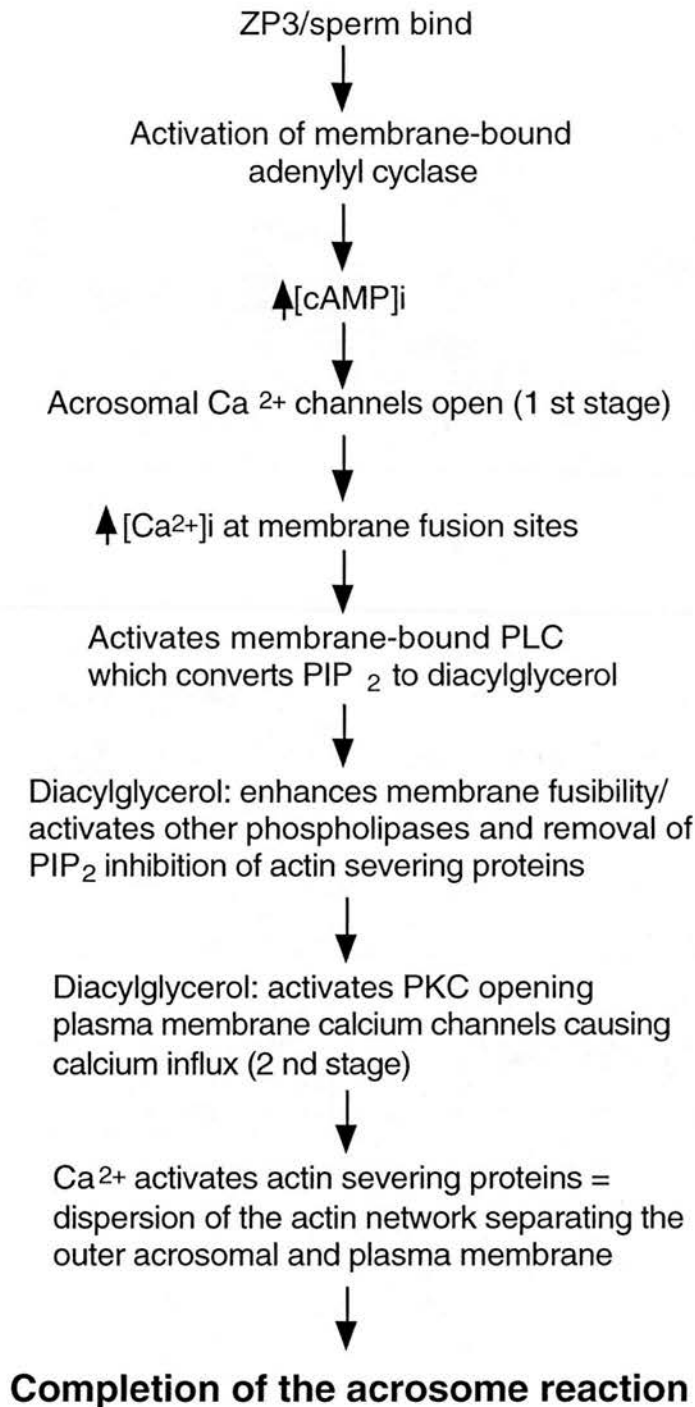 ZP3/sperm bind
Activation of membrane-bound
adenylyl cyclase
[cAMP]i
Acrosomal Ca 2+ channels open (1 st stage)
[Ca2+]i at membrane fusion sites
Activates membrane-bound PLC
which converts PIP 2 to diacylglycerol
Diacylglycerol: enhances membrane fusibility/
activates other phospholipases and removal of
PIP2 inhibition of actin severing proteins
Diacylglycerol: activates PKC opening
plasma membrane calcium channels causing
calcium influx (2 nd stage)
Ca2+ activates actin severing proteins =
dispersion of the actin network separating the
outer acrosomal and plasma membrane
Completion of the acrosome reaction